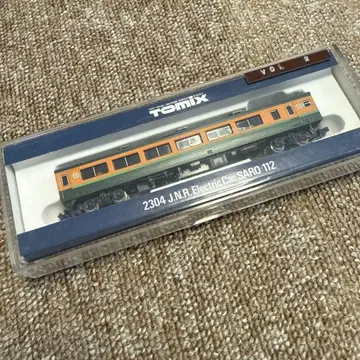 VOL 2
TOMIX
2304 J.N.R. Electric Car SARO 112